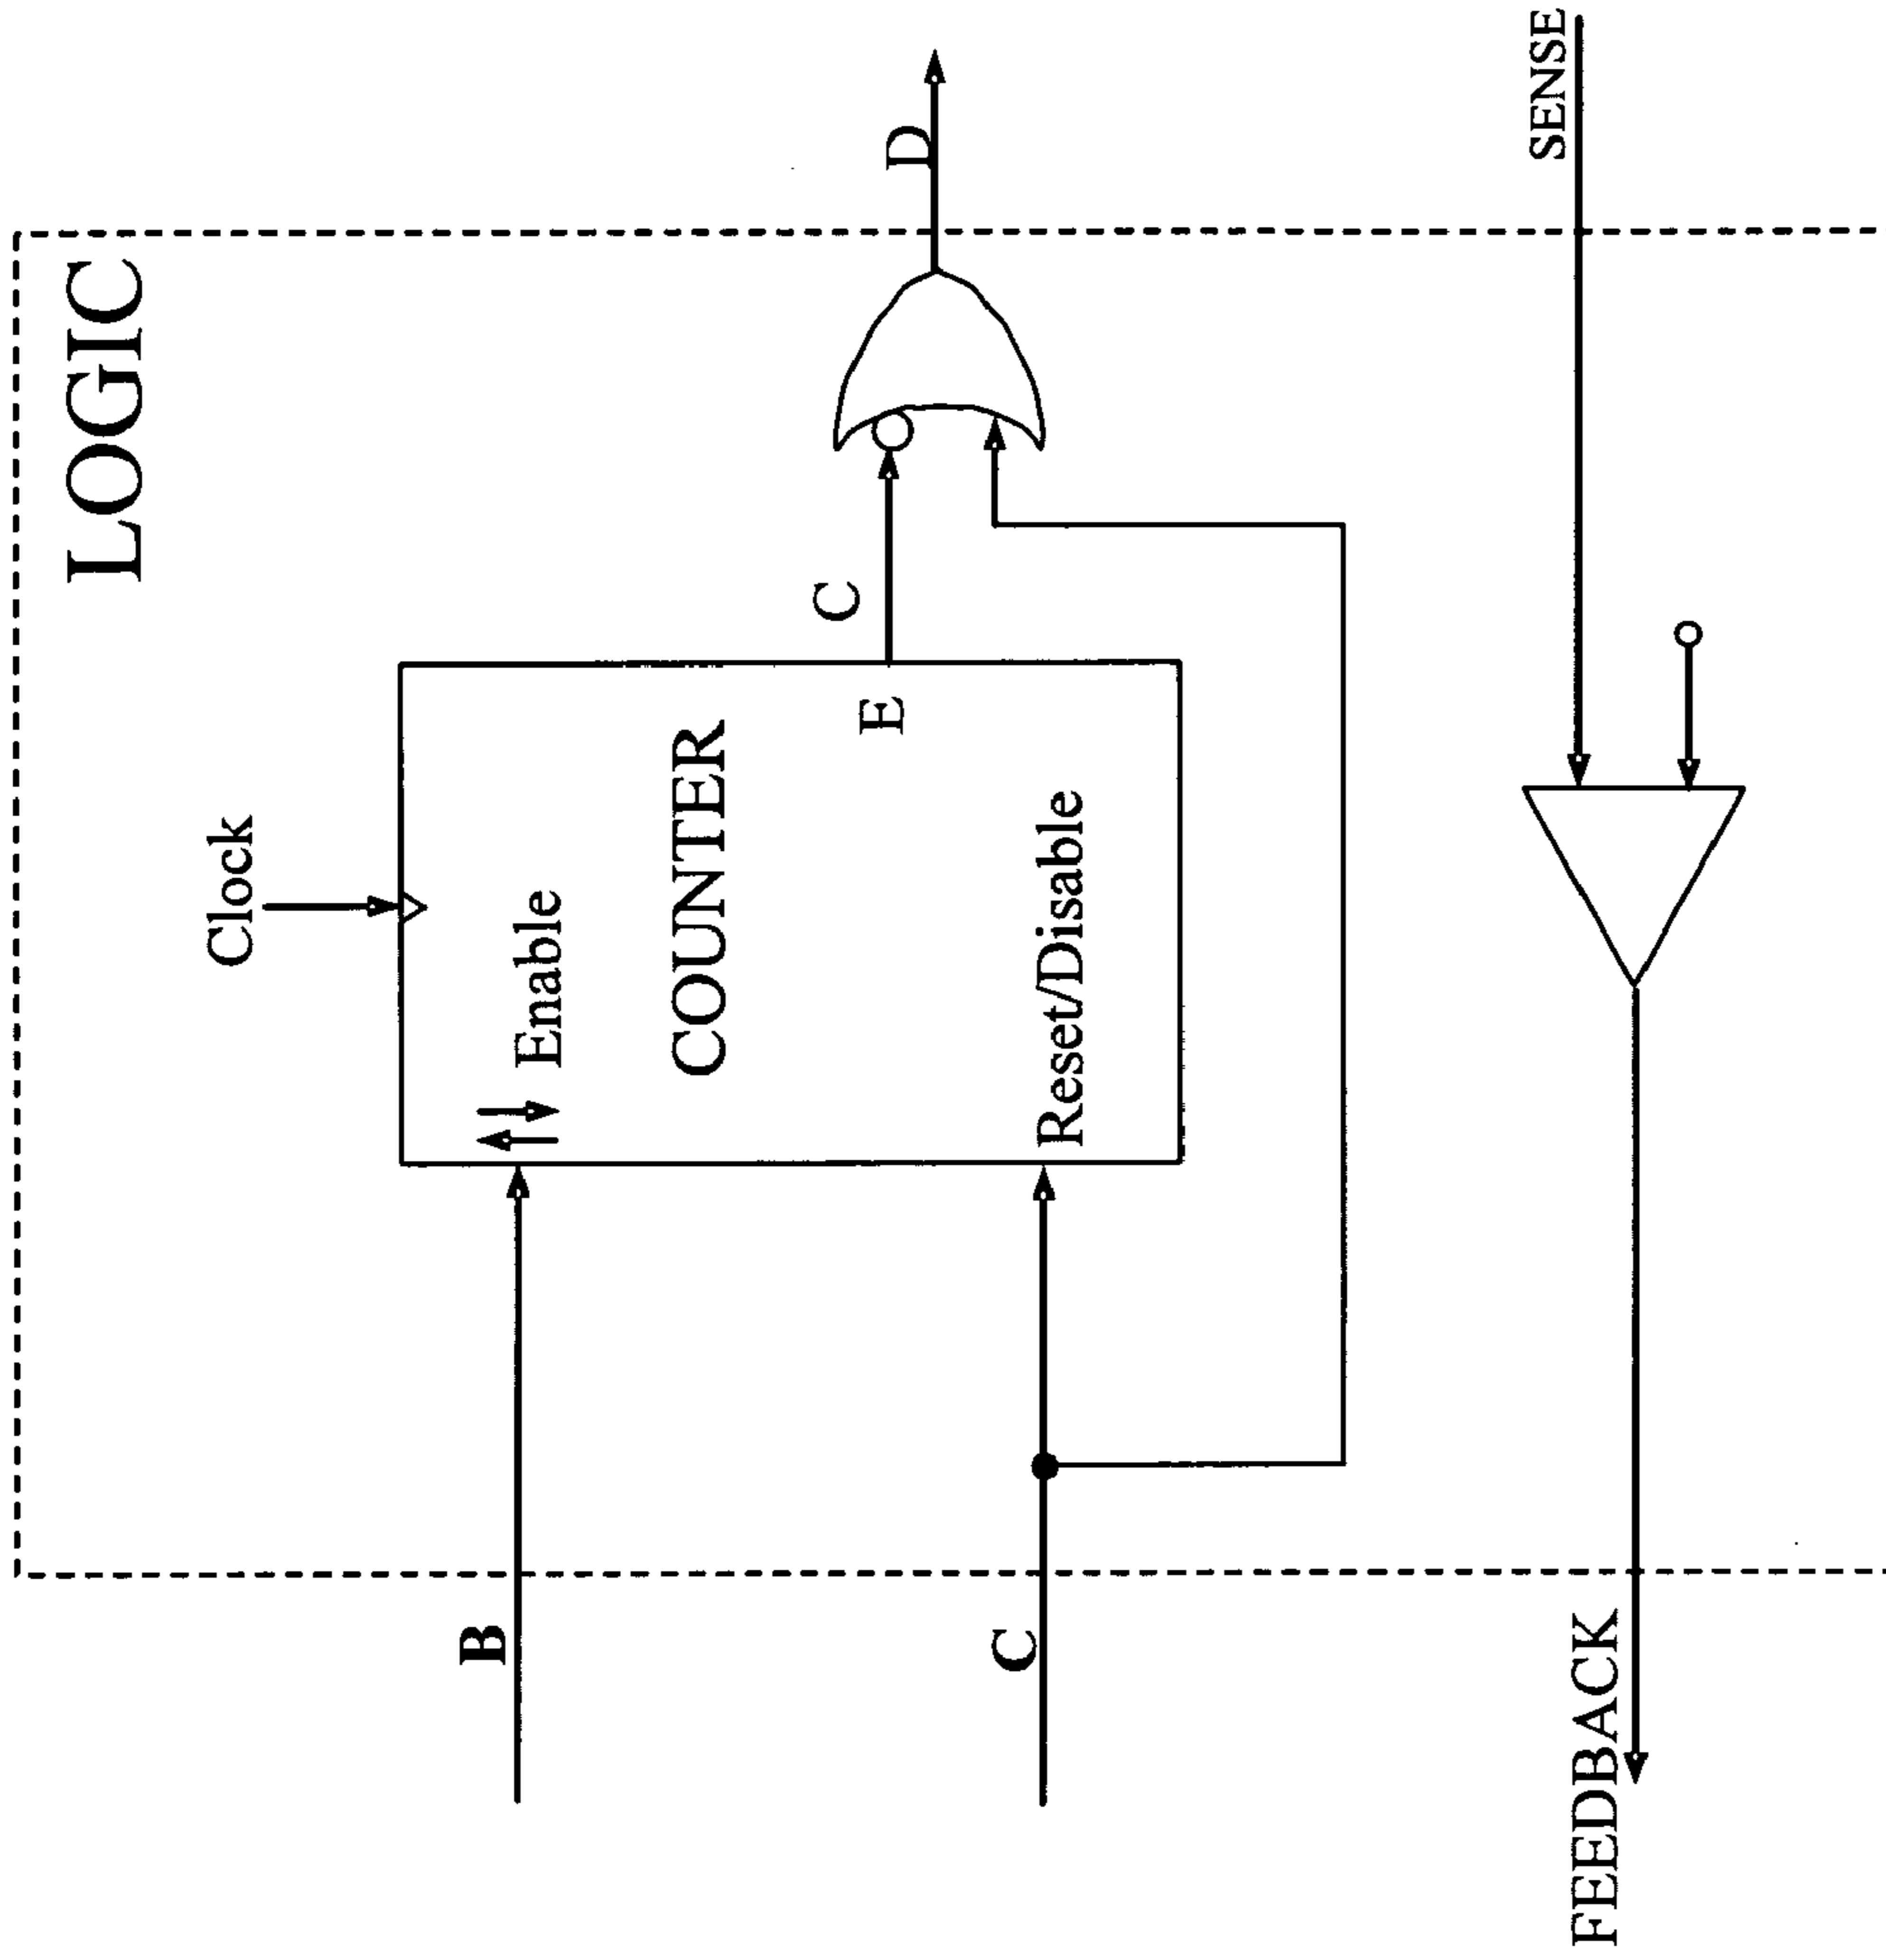 LOGIC
Clock
B
Enable
COUNTER
E
C
D
C
Reset/Disable
SENSE
FEEDBACK